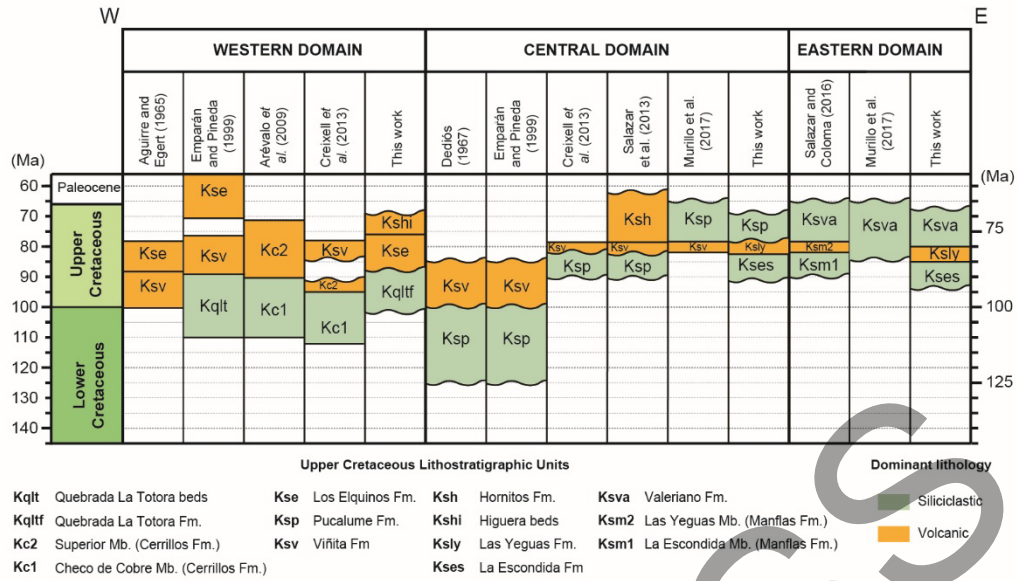 W E
WESTERN DOMAIN CENTRAL DOMAIN EASTERN DOMAIN
Aguirre and
Egert (1965)
Emparán
and Pineda
(1999)
Arévalo et
al. (2009)
Creixell et
al. (2013)
This work
Dediós
(1967)
Emparán
and Pineda
(1999)
Creixell et
al. (2013)
Salazar
et al. (2013)
Murillo et al.
(2017)
This work
Salazar and
Coloma (2016)
Murillo et al.
(2017)
This work
(Ma)
60
70
80
90
100
110
120
130
140
Paleocene
Upper
Cretaceous
Lower
Cretaceous
Kse
Ksv
Kse
Ksv
Kqlt
Kc2
Kc1
Ksv
Kc2
Kc1
Kshi
Kse
Kqltf
Ksv
Ksp
Ksv
Ksp
Ksv
Ksp
Ksh
Ksv
Ksp
Ksp
Ksv
Ksp
Ksly
Kses
Ksva
Ksm2
Ksm1
Ksva
Ksva
Ksly
Kses
(Ma)
75
100
125
Upper Cretaceous Lithostratigraphic Units
Kqlt Quebrada La Totora beds
Kqltf Quebrada La Totora Fm.
Kc2 Superior Mb. (Cerrillos Fm.)
Kc1 Checo de Cobre Mb. (Cerrillos Fm.)
Kse Los Elquinos Fm.
Ksp Pucalume Fm.
Ksv Viñita Fm
Ksh Hornitos Fm.
Kshi Higuera beds
Ksly Las Yeguas Fm.
Kses La Escondida Fm
Ksva Valeriano Fm.
Ksm2 Las Yeguas Mb. (Manflas Fm.)
Ksm1 La Escondida Mb. (Manflas Fm.)
Dominant lithology
Siliciclastic
Volcanic